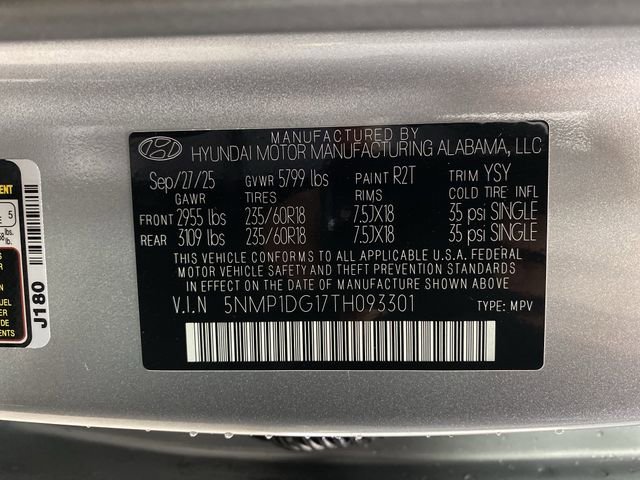 MANUFACTURED BY
HYUNDAI MOTOR MANUFACTURING ALABAMA, LLC
Sep/27/25 GVWR 5799 lbs PAINT R2T TRIM YSY
GAWR TIRES RIMS COLD TIRE INFL
FRONT 2955 lbs 235/60R18 7.5JX18 35 psi SINGLE
REAR 3109 lbs 235/60R18 7.5JX18 35 psi SINGLE
THIS VEHICLE CONFORMS TO ALL APPLICABLE U.S.A. FEDERAL
MOTOR VEHICLE SAFETY AND THEFT PREVENTION STANDARDS
IN EFFECT ON THE DATE OF MANUFACTURE SHOWN ABOVE
V.I.N 5NMP1DG17TH093301 TYPE: MPV
5
J180